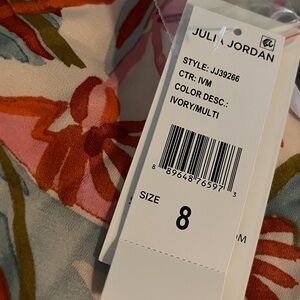 JULIA JORDAN
STYLE: JJ39266
CTR: IVM
COLOR DESC.:
IVORY/MULTI
8 89648 76597 3
SIZE
8